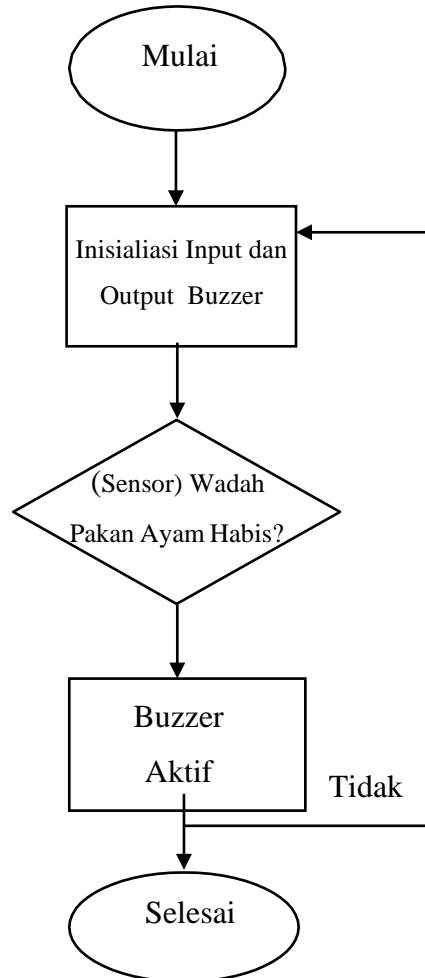 Mulai
Inisialiasi Input dan
Output Buzzer
(Sensor) Wadah
Pakan Ayam Habis?
Buzzer
Aktif
Tidak
Selesai